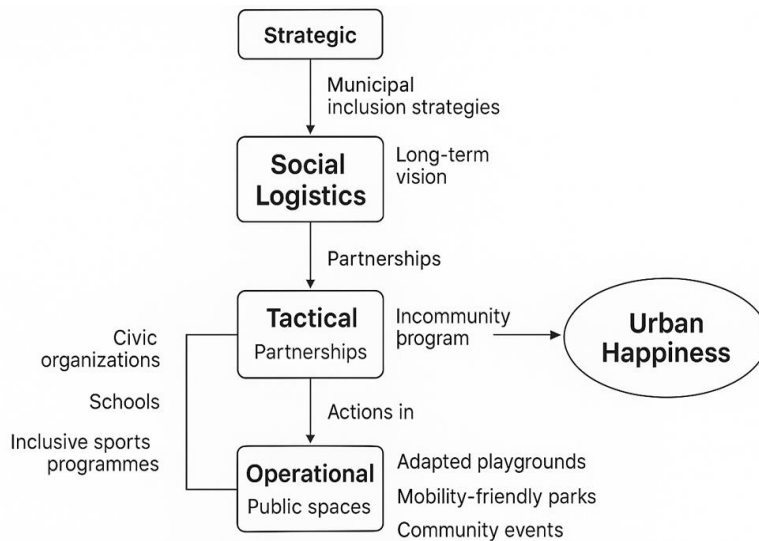 Strategic
Municipal
inclusion strategies
Social
Logistics
Long-term
vision
Partnerships
Tactical
Partnerships
Incommunity
program
Urban
Happiness
Civic
organizations
Schools
Inclusive sports
programmes
Actions in
Operational
Public spaces
Adapted playgrounds
Mobility-friendly parks
Community events